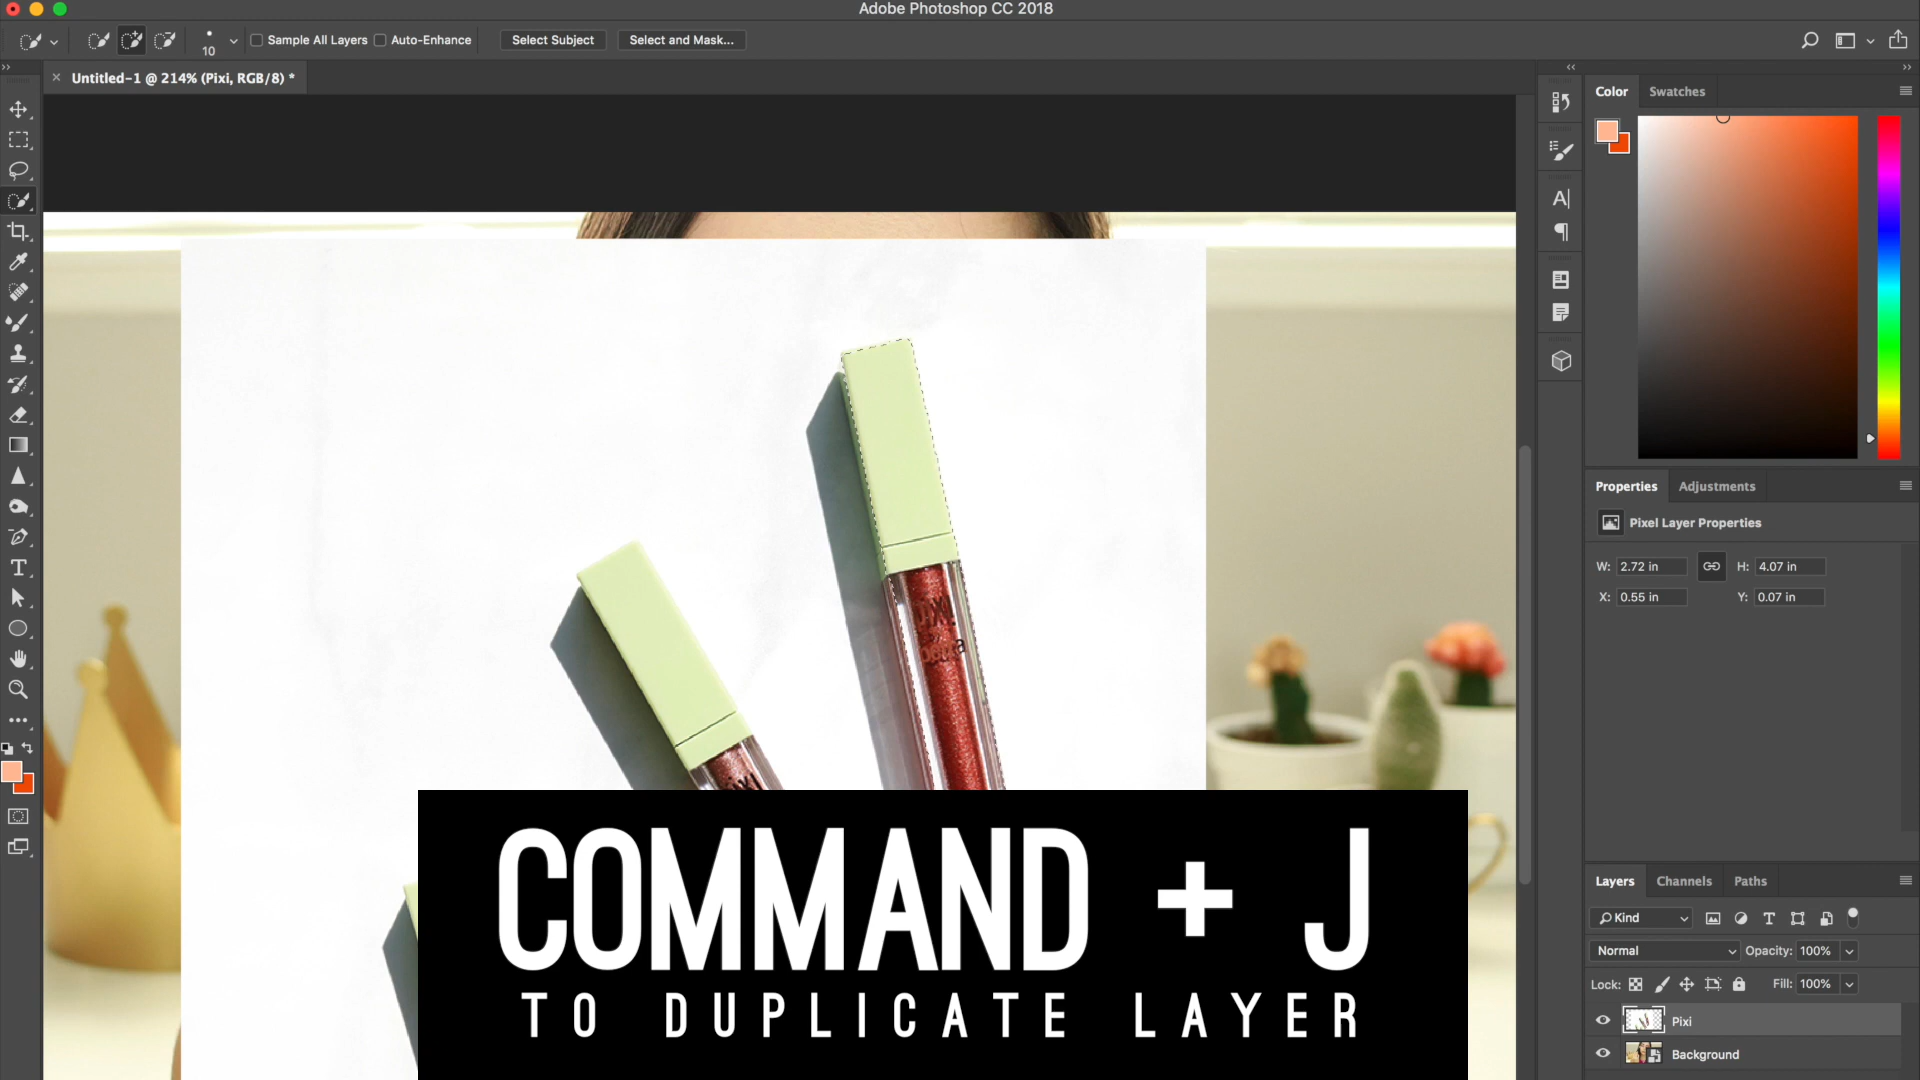 Adobe Photoshop CC 2018
10
Sample All Layers
Auto-Enhance
Select Subject
Select and Mask...
Untitled-1 @ 214% (Pixi, RGB/8) *
Color
Swatches
Properties
Adjustments
Pixel Layer Properties
W: 2.72 in
H: 4.07 in
X: 0.55 in
Y: 0.07 in
COMMAND + J
TO DUPLICATE LAYER
Layers
Channels
Paths
Kind
Normal
Opacity: 100%
Lock:
Fill: 100%
Pixi
Background